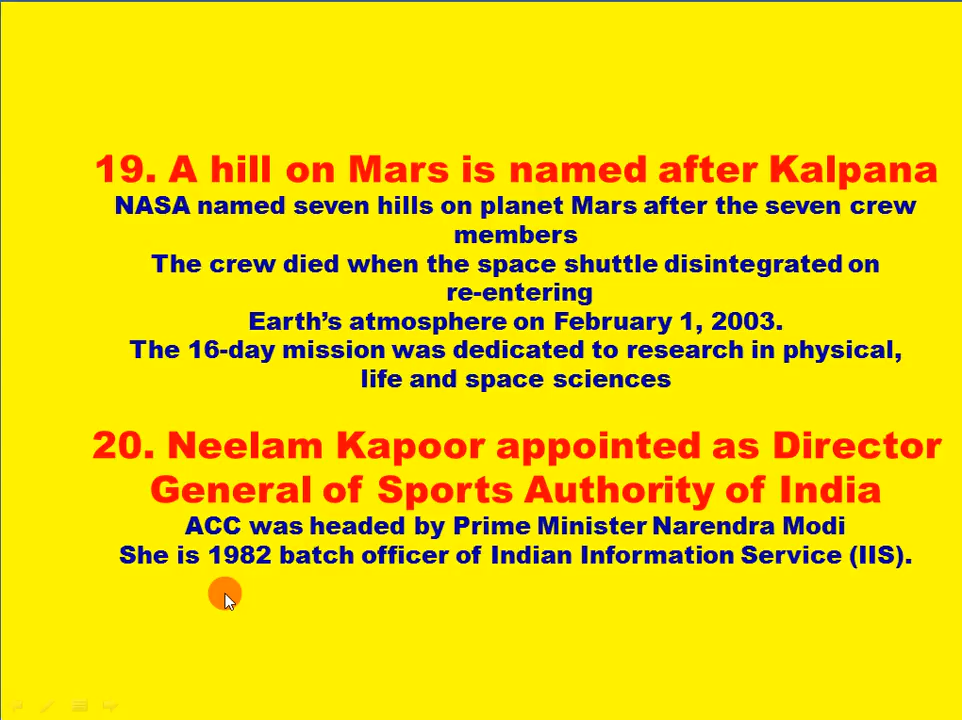 19. A hill on Mars is named after Kalpana
NASA named seven hills on planet Mars after the seven crew
members
The crew died when the space shuttle disintegrated on
re-entering
Earth’s atmosphere on February 1, 2003.
The 16-day mission was dedicated to research in physical,
life and space sciences
20. Neelam Kapoor appointed as Director
General of Sports Authority of India
ACC was headed by Prime Minister Narendra Modi
She is 1982 batch officer of Indian Information Service (IIS).